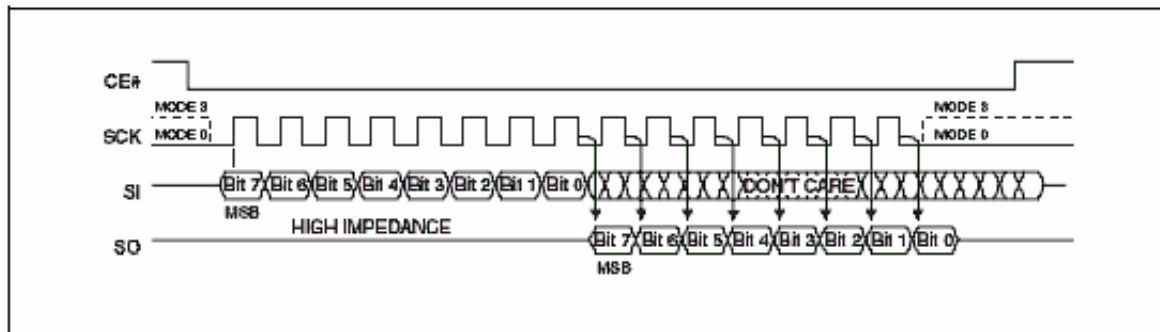 CE#
MODE 3 MODE 3
SCK MODE 0 MODE 0
SI Bit 7 Bit 6 Bit 5 Bit 4 Bit 3 Bit 2 Bit 1 Bit 0 DON'T CARE
MSB
HIGH IMPEDANCE
SO Bit 7 Bit 6 Bit 5 Bit 4 Bit 3 Bit 2 Bit 1 Bit 0
MSB